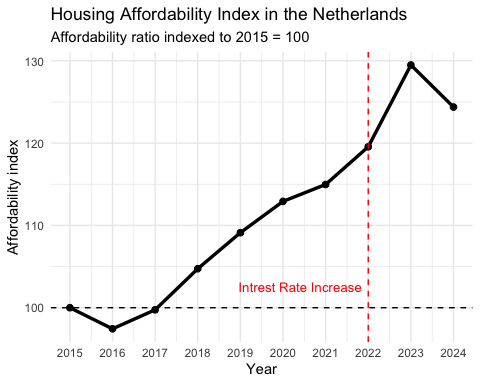 Housing Affordability Index in the Netherlands
Affordability ratio indexed to 2015 = 100
130
120
110
100
Affordability index
Intrest Rate Increase
2015 2016 2017 2018 2019 2020 2021 2022 2023 2024
Year